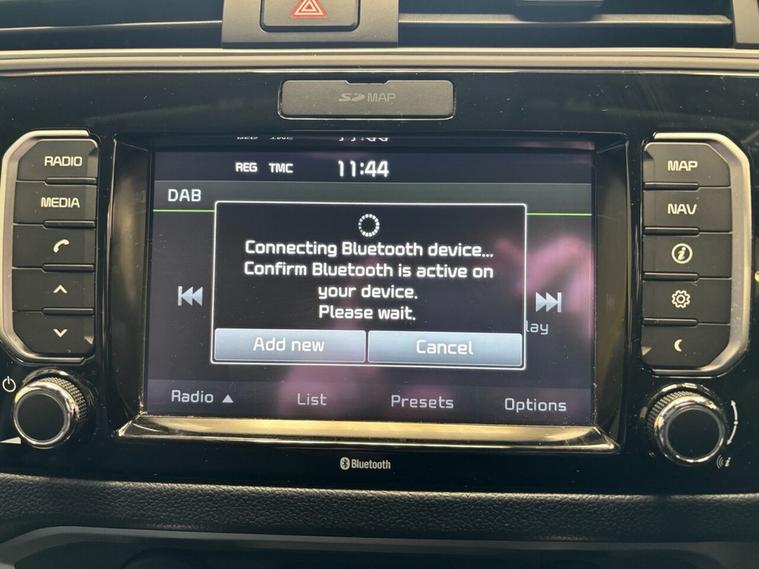 SD MAP
RADIO
MEDIA
MAP
NAV
REG TMC 11:44
DAB
Connecting Bluetooth device...
Confirm Bluetooth is active on
your device.
Please wait.
Add new Cancel
lay
Radio ▲ List Presets Options
Bluetooth